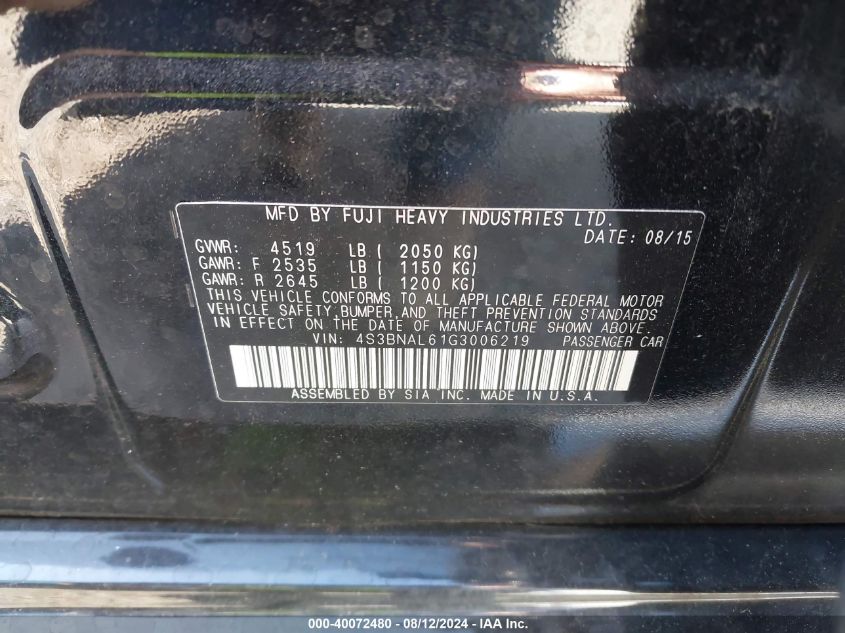 MFD BY FUJI HEAVY INDUSTRIES LTD.
DATE: 08/15
GVWR: 4519 LB ( 2050 KG)
GAWR: F 2535 LB ( 1150 KG)
GAWR: R 2645 LB ( 1200 KG)
THIS VEHICLE CONFORMS TO ALL APPLICABLE FEDERAL MOTOR
VEHICLE SAFETY, BUMPER, AND THEFT PREVENTION STANDARDS
IN EFFECT ON THE DATE OF MANUFACTURE SHOWN ABOVE.
VIN: 4S3BNAL61G3006219 PASSENGER CAR
ASSEMBLED BY SIA INC. MADE IN U.S.A.
000-40072480 - 08/12/2024 - IAA Inc.